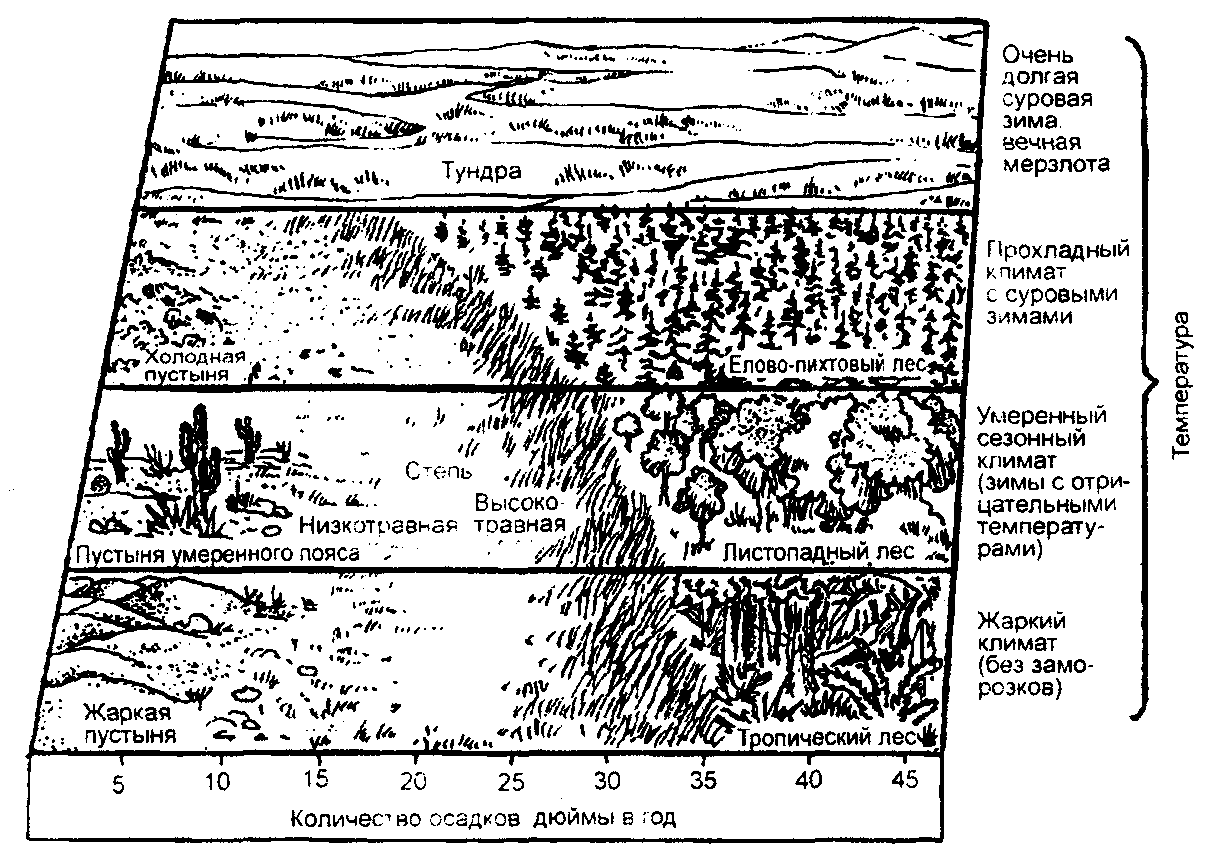 Очень
долгая
суровая
зима.
вечная
мерзлота
Тундра
Прохладный
климат
с суровыми
зимами
Холодная
пустыня
Елово-пихтовый лес
Температура
Умеренный
сезонный
климат
(зимы с отри-
цательными
температу-
рами)
Степь
Высоко-
Низкотравная травная
Пустыня умеренного пояса
Листопадный лес
Жаркий
климат
(без замо-
розков)
Жаркая
пустыня
Тропический лес
5 10 15 20 25 30 35 40 45
Количество осадков дюймы в год